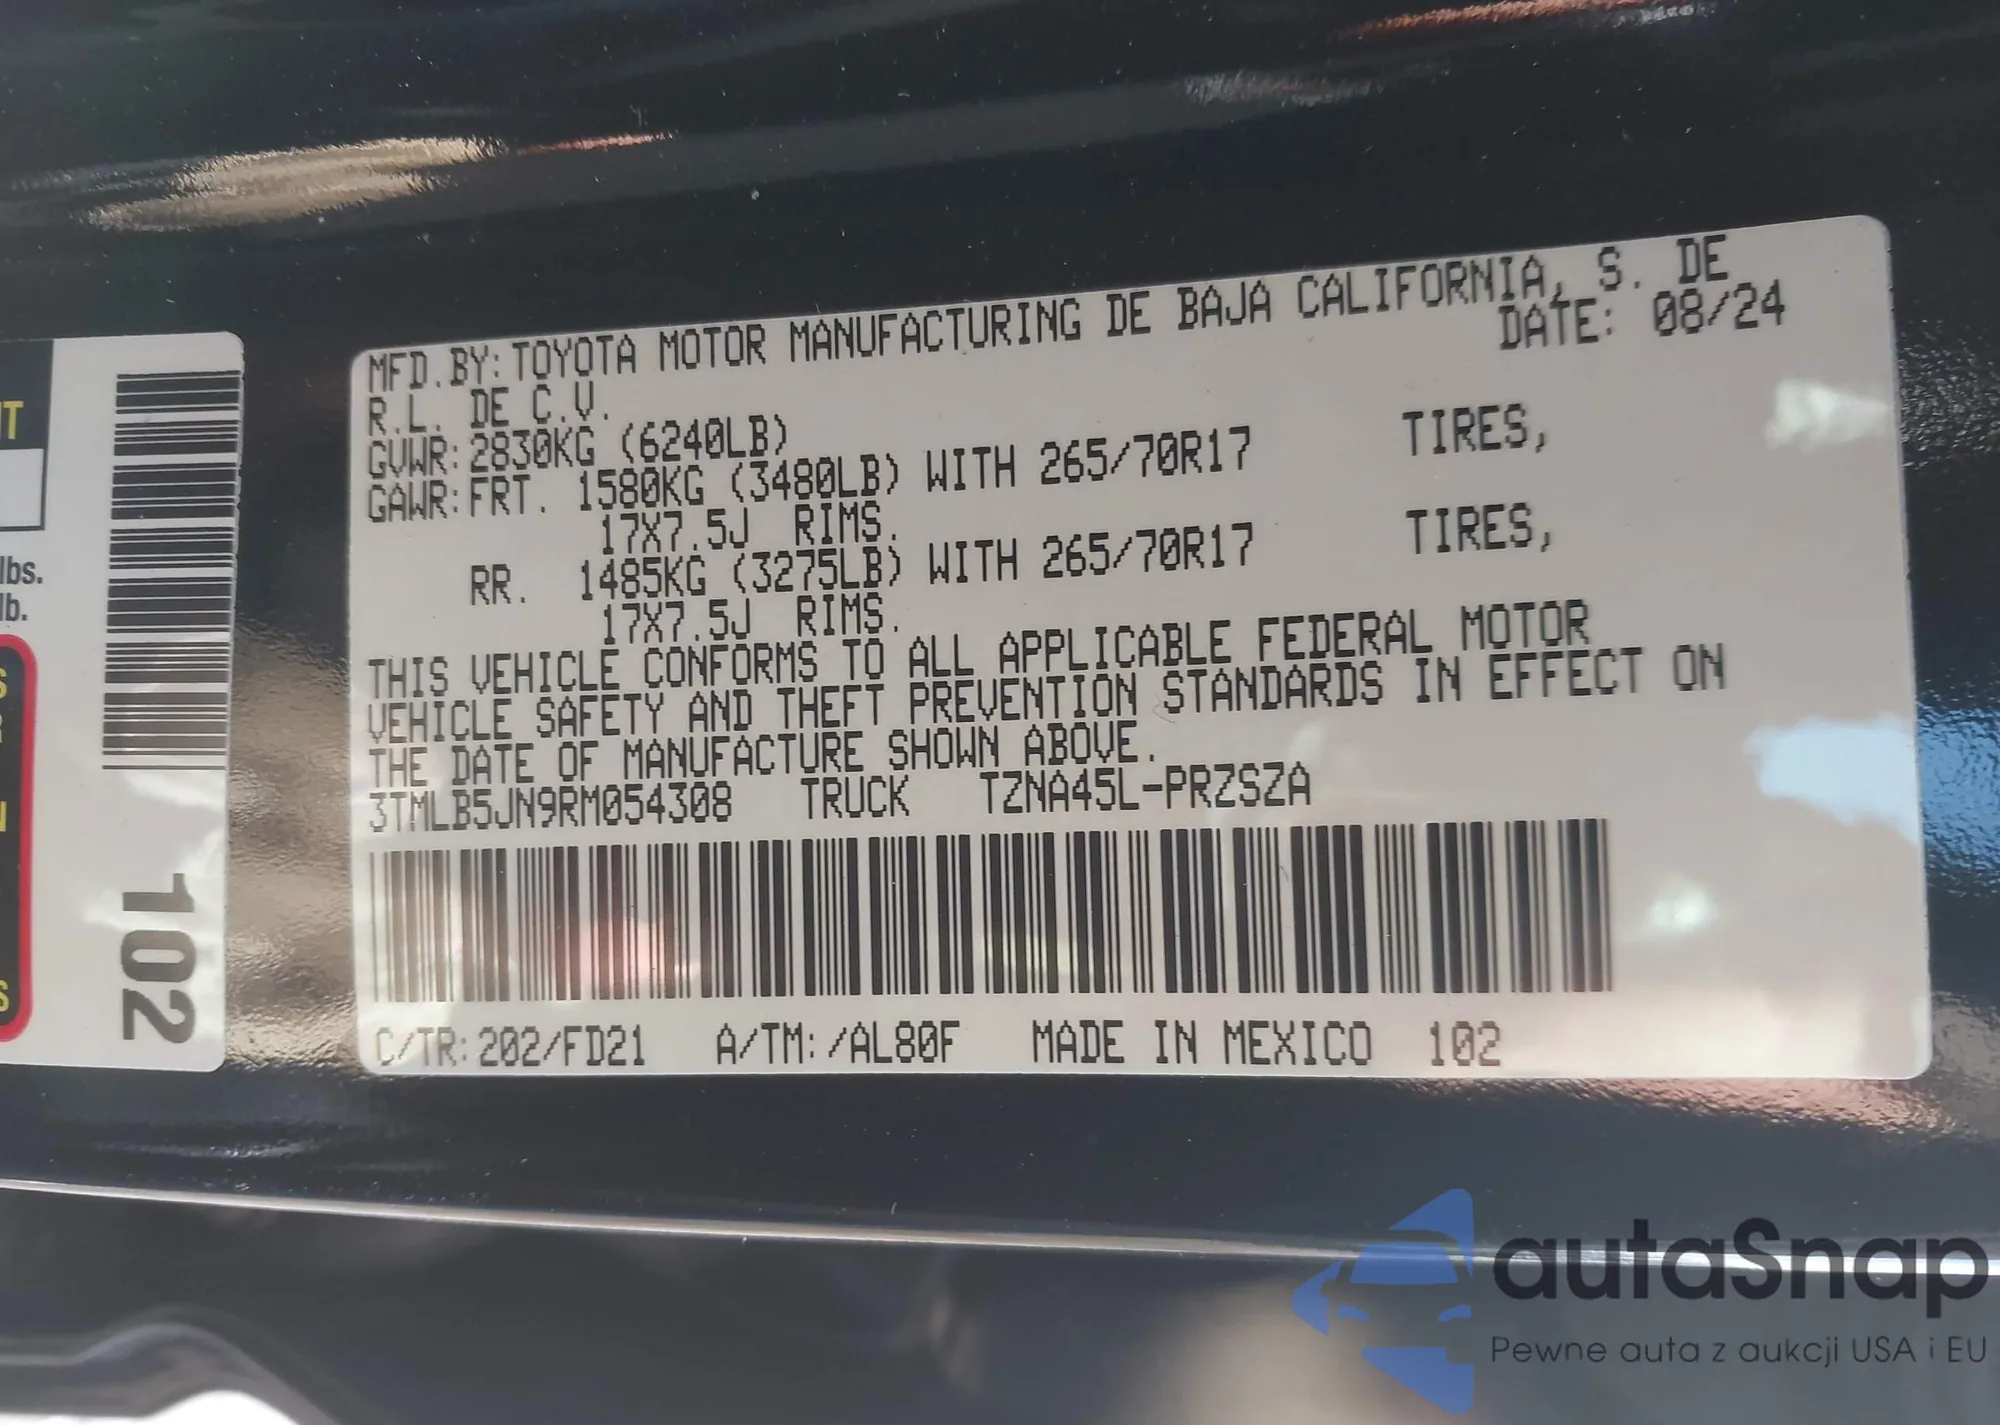 MFD.BY:TOYOTA MOTOR MANUFACTURING DE BAJA CALIFORNIA, S. DE
R.L. DE C.V.
DATE: 08/24
GVWR:2830KG (6240LB)
GAWR:FRT. 1580KG (3480LB) WITH 265/70R17 TIRES,
17X7.5J RIMS.
RR. 1485KG (3275LB) WITH 265/70R17 TIRES,
17X7.5J RIMS.
THIS VEHICLE CONFORMS TO ALL APPLICABLE FEDERAL MOTOR
VEHICLE SAFETY AND THEFT PREVENTION STANDARDS IN EFFECT ON
THE DATE OF MANUFACTURE SHOWN ABOVE.
3TMLB5JN9RM054308 TRUCK TZNA45L-PRZSZA
C/TR:202/FD21 A/TM:/AL80F MADE IN MEXICO 102
lbs.
lb.
102
autaSnap
Pewne auta z aukcji USA i EU